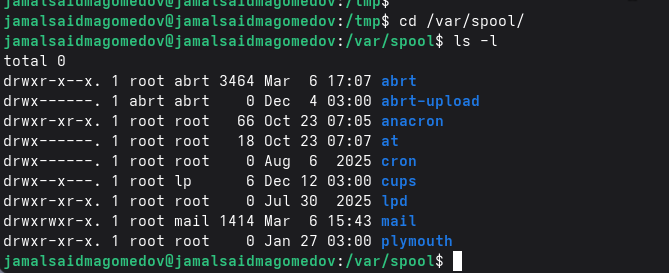 jamalsaidmagomedov@jamalsaidmagomedov:/tmp$
jamalsaidmagomedov@jamalsaidmagomedov:/tmp$ cd /var/spool/
jamalsaidmagomedov@jamalsaidmagomedov:/var/spool$ ls -l
total 0
drwxr-x--x. 1 root abrt 3464 Mar  6 17:07 abrt
drwx------. 1 abrt abrt    0 Dec  4 03:00 abrt-upload
drwxr-xr-x. 1 root root   66 Oct 23 07:05 anacron
drwx------. 1 root root   18 Oct 23 07:07 at
drwx------. 1 root root    0 Aug  6  2025 cron
drwx--x---. 1 root lp      6 Dec 12 03:00 cups
drwxr-xr-x. 1 root root    0 Jul 30  2025 lpd
drwxrwxr-x. 1 root mail 1414 Mar  6 15:43 mail
drwxr-xr-x. 1 root root    0 Jan 27 03:00 plymouth
jamalsaidmagomedov@jamalsaidmagomedov:/var/spool$